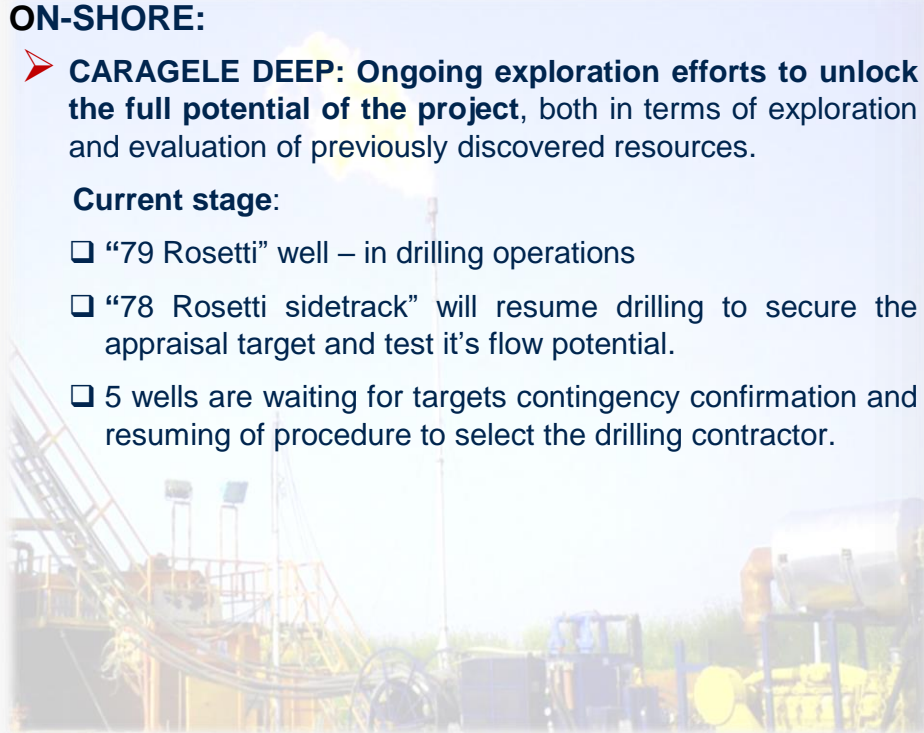 ON-SHORE:
➢ CARAGELE DEEP: Ongoing exploration efforts to unlock
the full potential of the project, both in terms of exploration
and evaluation of previously discovered resources.
Current stage:
❑ “79 Rosetti” well – in drilling operations
❑ “78 Rosetti sidetrack” will resume drilling to secure the
appraisal target and test it’s flow potential.
❑ 5 wells are waiting for targets contingency confirmation and
resuming of procedure to select the drilling contractor.